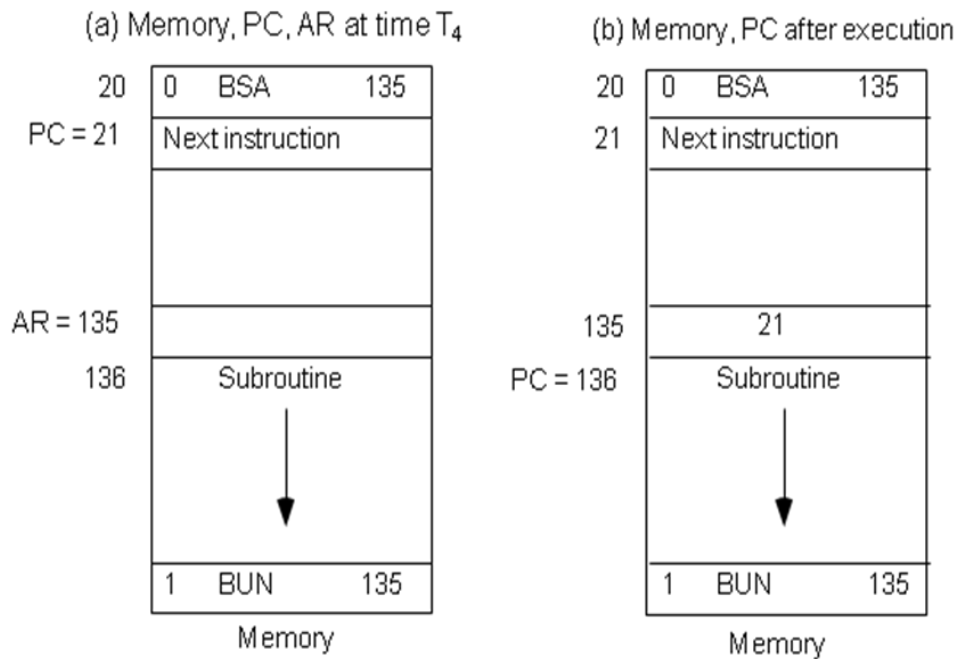 (a) Memory, PC, AR at time T4
20 0 BSA 135
PC = 21 Next instruction
AR = 135
136 Subroutine
1 BUN 135
Memory
(b) Memory, PC after execution
20 0 BSA 135
21 Next instruction
135 21
PC = 136 Subroutine
1 BUN 135
Memory